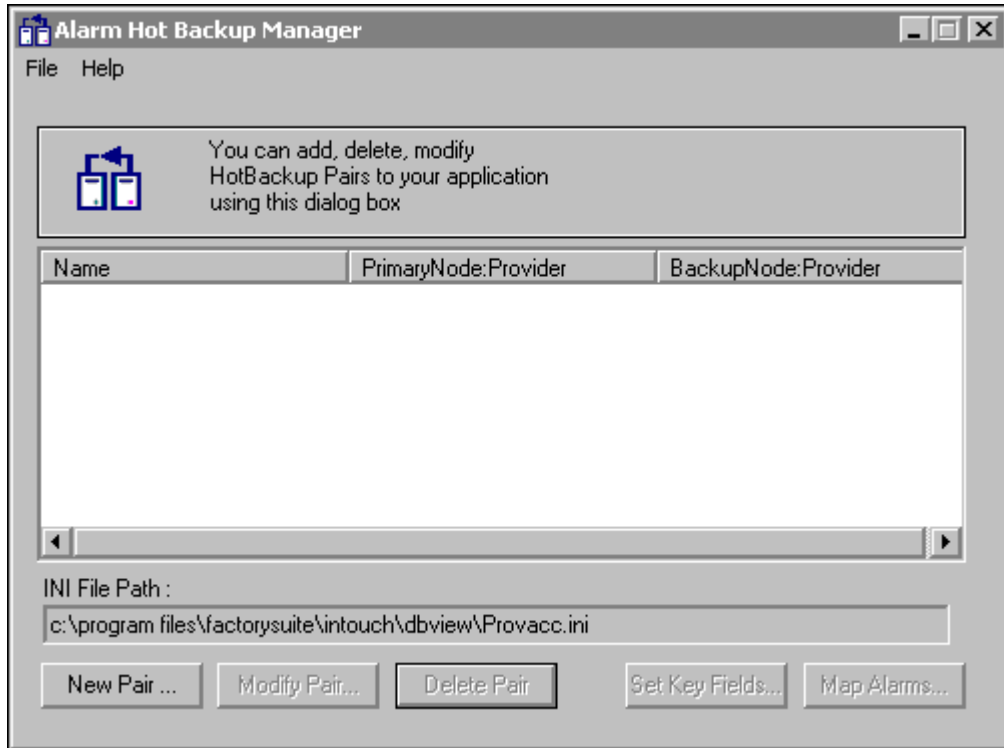 Alarm Hot Backup Manager
File Help
You can add, delete, modify
HotBackup Pairs to your application
using this dialog box
Name PrimaryNode:Provider BackupNode:Provider
INI File Path :
c:\program files\factorysuite\intouch\dbview\Provacc.ini
New Pair ... Modify Pair... Delete Pair Set Key Fields... Map Alarms...